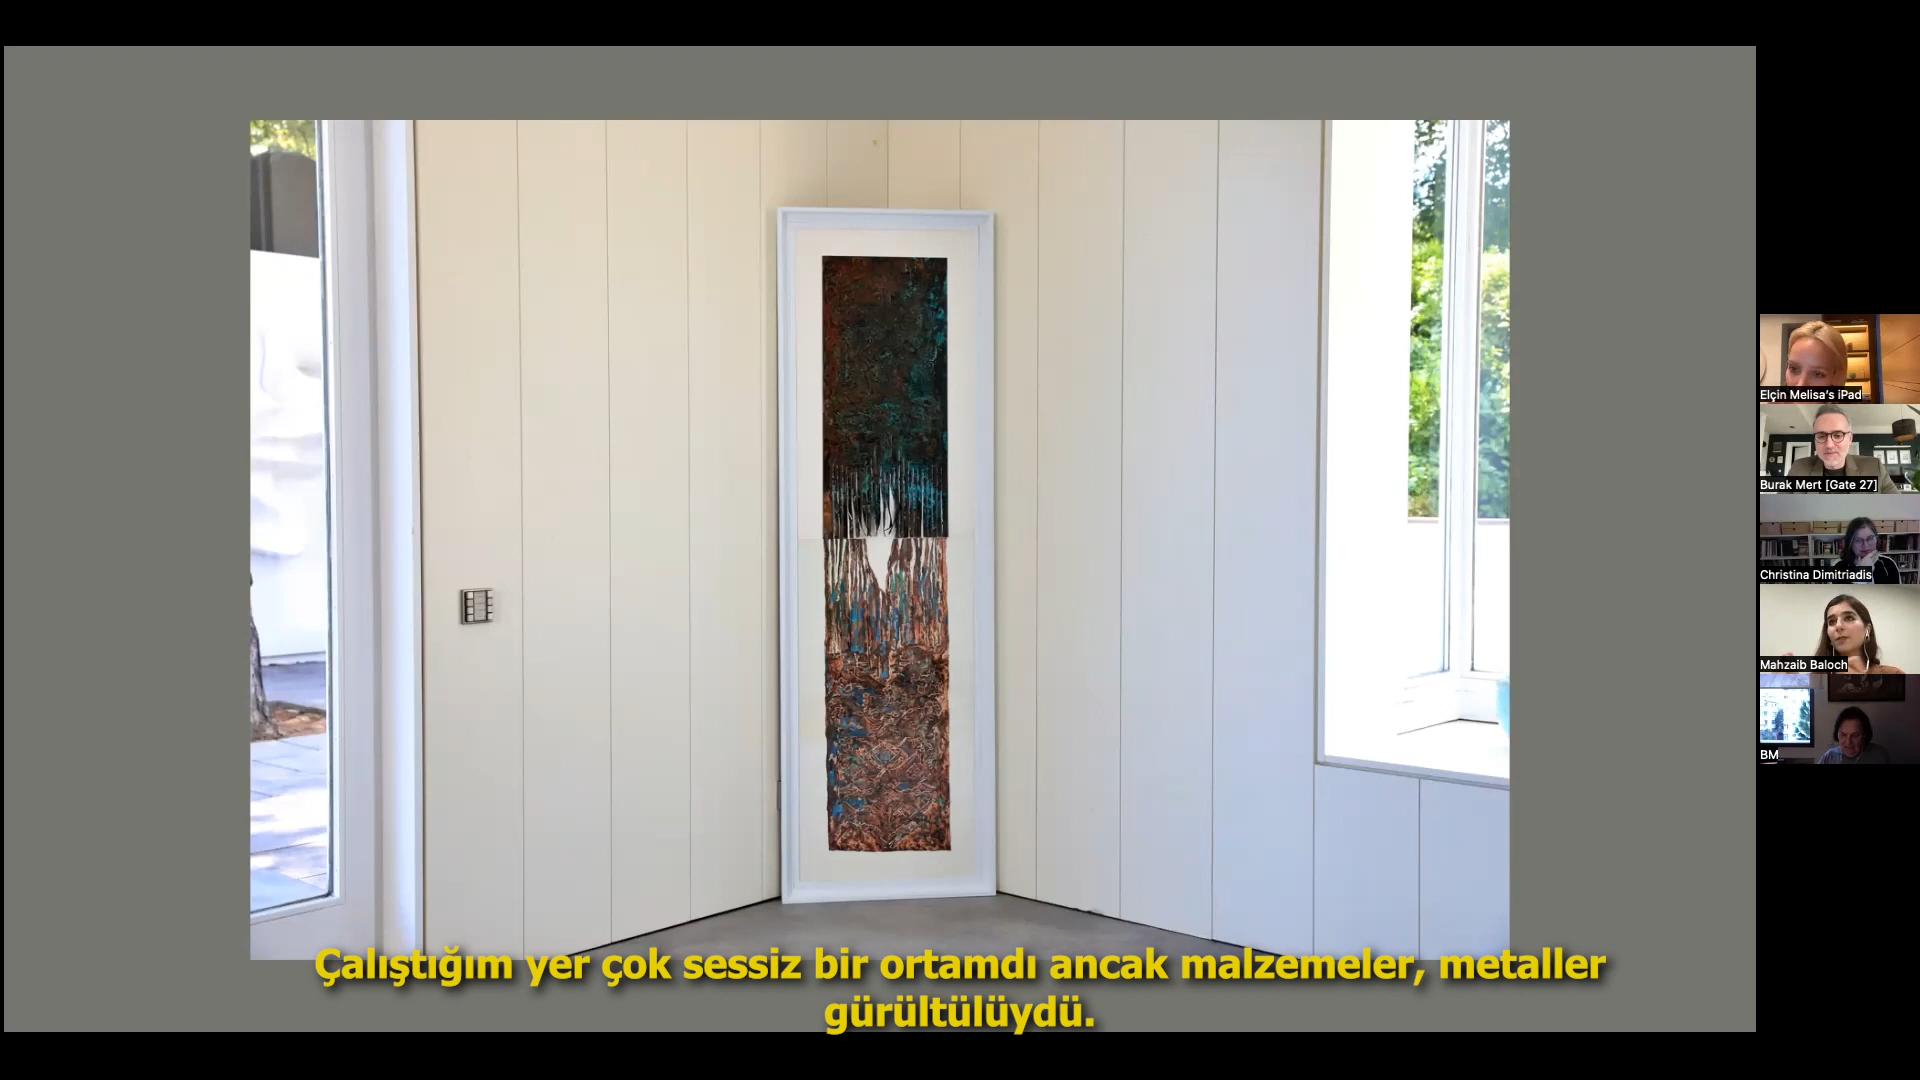 Elçin Melisa's iPad
Burak Mert [Gate 27]
Christina Dimitriadis
Mahzaib Baloch
BM
Çalıştığım yer çok sessiz bir ortamdı ancak malzemeler, metaller
gürültülüydü.